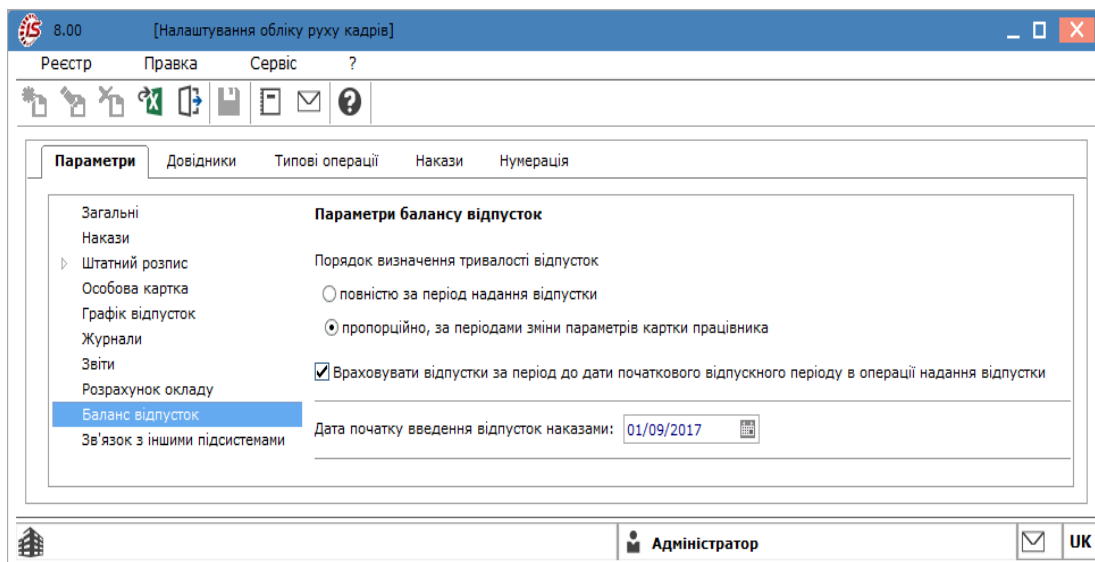 8.00 [Налаштування обліку руху кадрів]
Реєстр Правка Сервіс ?
Параметри Довідники Типові операції Накази Нумерація
Загальні
Накази
Штатний розпис
Особова картка
Графік відпусток
Журнали
Звіти
Розрахунок окладу
Баланс відпусток
Зв'язок з іншими підсистемами
Параметри балансу відпусток
Порядок визначення тривалості відпусток
повністю за період надання відпустки
пропорційно, за періодами зміни параметрів картки працівника
Враховувати відпустки за період до дати початкового відпускного періоду в операції надання відпустки
Дата початку введення відпусток наказами: 01/09/2017
Адміністратор UK